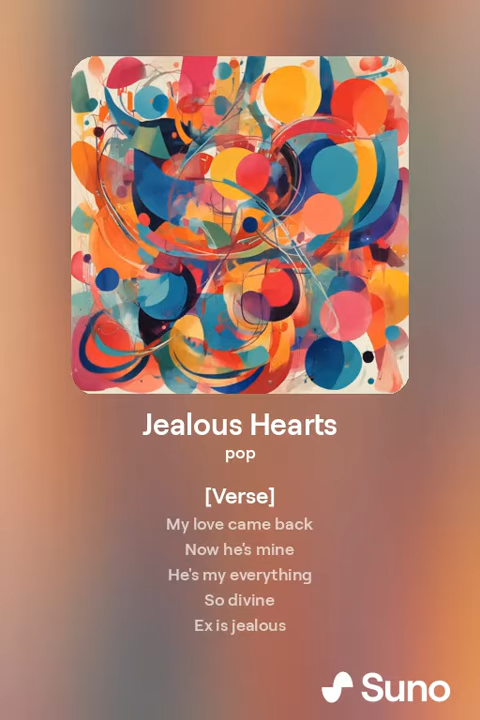 Jealous Hearts
pop
[Verse]
My love came back
Now he's mine
He's my everything
So divine
Ex is jealous
Suno